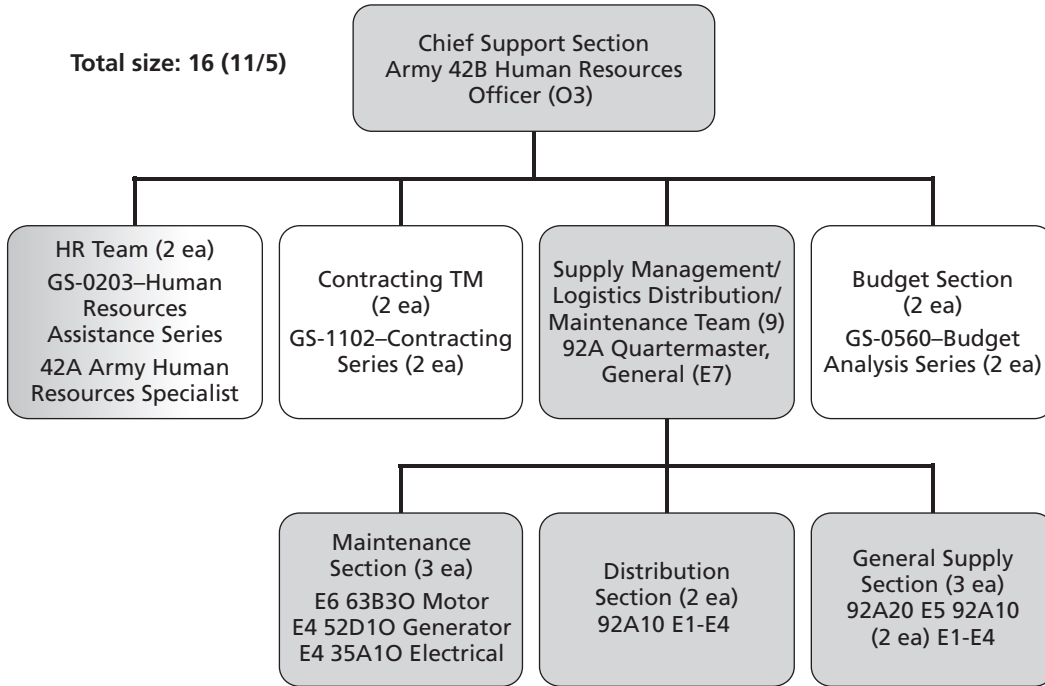 Total size: 16 (11/5)
Chief Support Section
Army 42B Human Resources
Officer (O3)
HR Team (2 ea)
GS-0203–Human
Resources
Assistance Series
42A Army Human
Resources Specialist
Contracting TM
(2 ea)
GS-1102–Contracting
Series (2 ea)
Supply Management/
Logistics Distribution/
Maintenance Team (9)
92A Quartermaster,
General (E7)
Budget Section
(2 ea)
GS-0560–Budget
Analysis Series (2 ea)
Maintenance
Section (3 ea)
E6 63B3O Motor
E4 52D1O Generator
E4 35A1O Electrical
Distribution
Section (2 ea)
92A10 E1-E4
General Supply
Section (3 ea)
92A20 E5 92A10
(2 ea) E1-E4